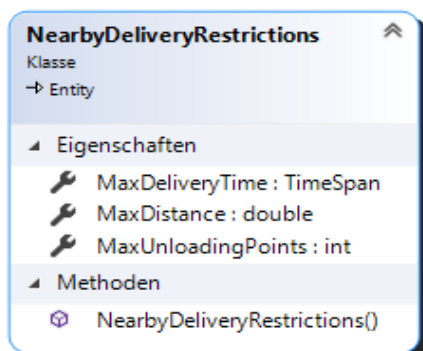 NearbyDeliveryRestrictions
Klasse
Entity
Eigenschaften
MaxDeliveryTime : TimeSpan
MaxDistance : double
MaxUnloadingPoints : int
Methoden
NearbyDeliveryRestrictions()